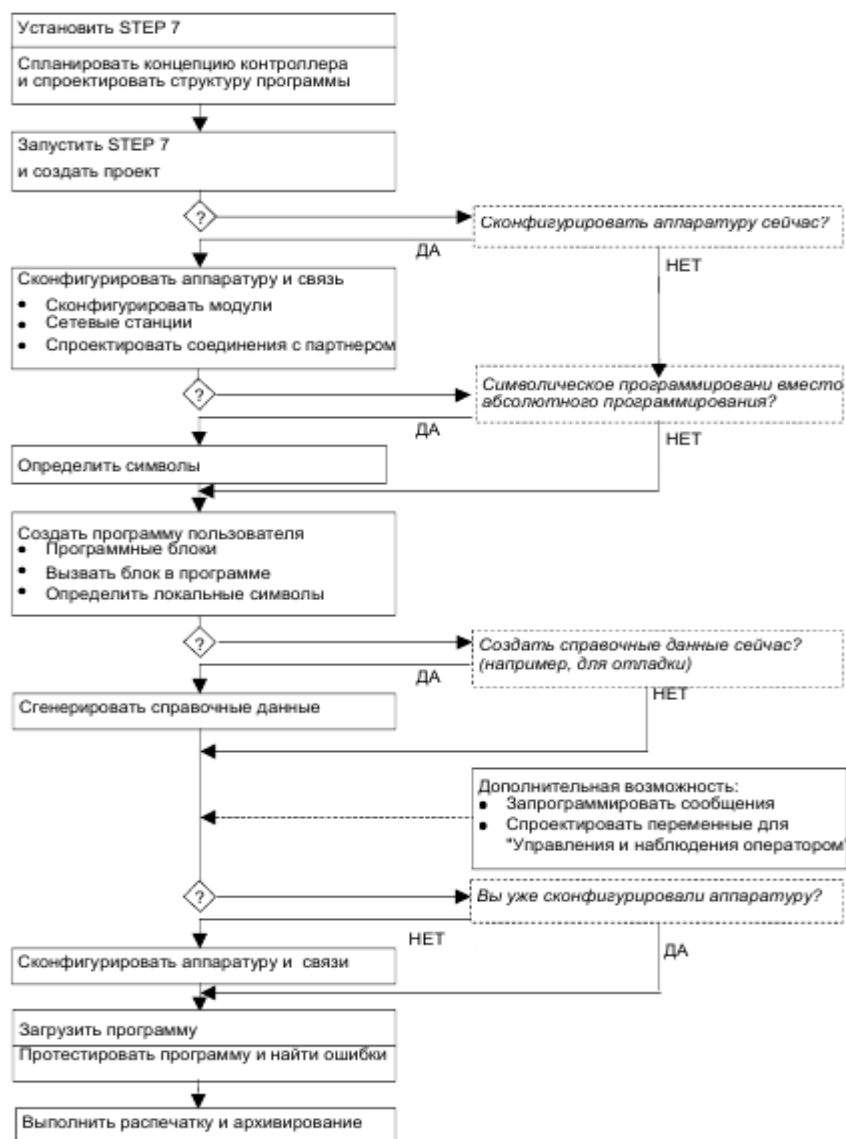 Установить STEP 7
Спланировать концепцию контроллера
и спроектировать структуру программы
Запустить STEP 7
и создать проект
?
Сконфигурировать аппаратуру сейчас?
ДА
НЕТ
Сконфигурировать аппаратуру и связь
• Сконфигурировать модули
• Сетевые станции
• Спроектировать соединения с партнером
?
Символическое программировани вместо
абсолютного программирования?
ДА
НЕТ
Определить символы
Создать программу пользователя
• Программные блоки
• Вызвать блок в программе
• Определить локальные символы
?
Создать справочные данные сейчас?
(например, для отладки)
ДА
НЕТ
Сгенерировать справочные данные
Дополнительная возможность:
• Запрограммировать сообщения
• Спроектировать переменные для
"Управления и наблюдения оператором"
?
Вы уже сконфигурировали аппаратуру?
НЕТ
ДА
Сконфигурировать аппаратуру и связи
Загрузить программу
Протестировать программу и найти ошибки
Выполнить распечатку и архивирование